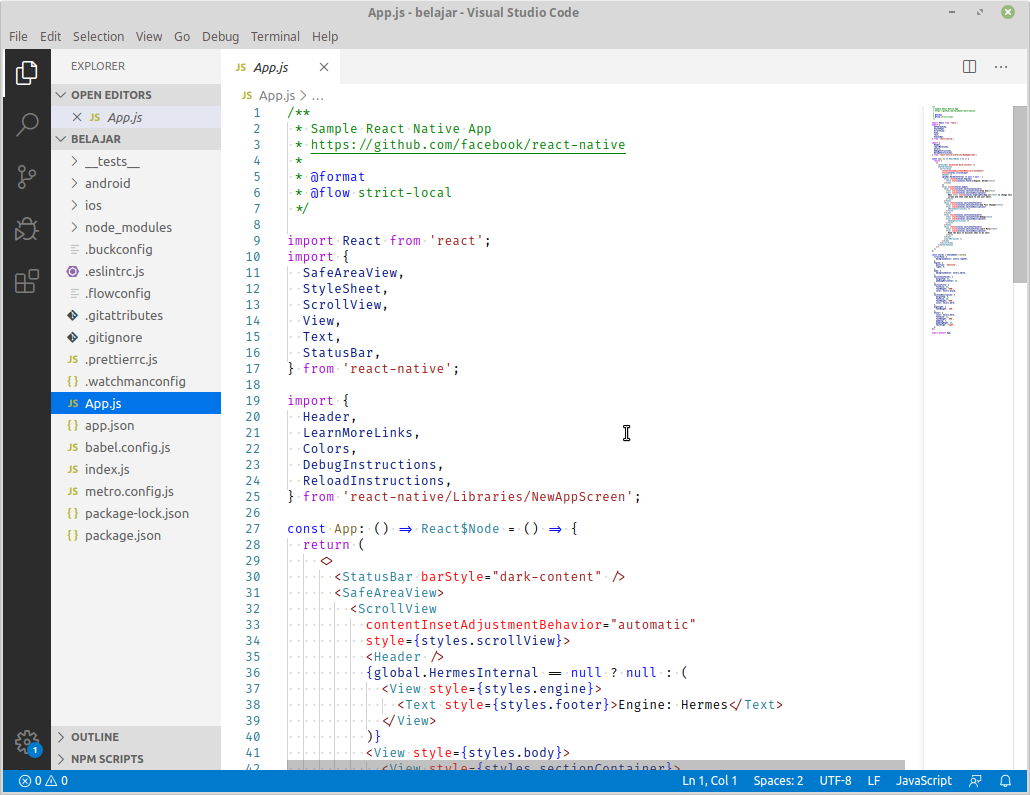 App.js - belajar - Visual Studio Code
File Edit Selection View Go Debug Terminal Help
EXPLORER
OPEN EDITORS
JS App.js
BELAJAR
__tests__
android
ios
node_modules
.buckconfig
.eslintrc.js
.flowconfig
.gitattributes
.gitignore
JS .prettierrc.js
{} .watchmanconfig
JS App.js
{} app.json
JS babel.config.js
JS index.js
JS metro.config.js
{} package-lock.json
{} package.json
OUTLINE
NPM SCRIPTS
1
JS App.js
JS App.js > ...
1 /**
2  * Sample React Native App
3  * https://github.com/facebook/react-native
4  *
5  * @format
6  * @flow strict-local
7  */
8
9 import React from 'react';
10 import {
11   SafeAreaView,
12   StyleSheet,
13   ScrollView,
14   View,
15   Text,
16   StatusBar,
17 } from 'react-native';
18
19 import {
20   Header,
21   LearnMoreLinks,
22   Colors,
23   DebugInstructions,
24   ReloadInstructions,
25 } from 'react-native/Libraries/NewAppScreen';
26
27 const App: () => React$Node = () => {
28   return (
29     <>
30       <StatusBar barStyle="dark-content" />
31       <SafeAreaView>
32         <ScrollView
33           contentInsetAdjustmentBehavior="automatic"
34           style={styles.scrollView}>
35           <Header />
36           {global.HermesInternal == null ? null : (
37             <View style={styles.engine}>
38               <Text style={styles.footer}>Engine: Hermes</Text>
39             </View>
40           )}
41           <View style={styles.body}>
42             <View style={styles.sectionContainer}>
0 0 Ln 1, Col 1 Spaces: 2 UTF-8 LF JavaScript